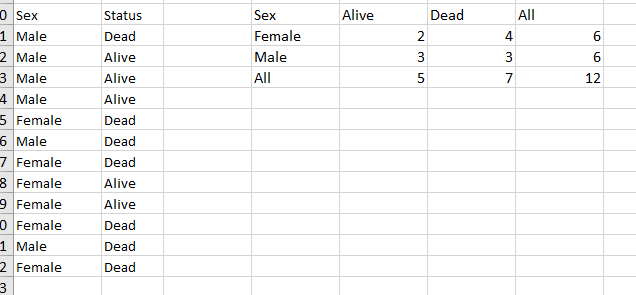 0 Sex Status Sex Alive Dead All
1 Male Dead Female 2 4 6
2 Male Alive Male 3 3 6
3 Male Alive All 5 7 12
4 Male Alive
5 Female Dead
6 Male Dead
7 Female Dead
8 Female Alive
9 Female Alive
0 Female Dead
1 Male Dead
2 Female Dead
3